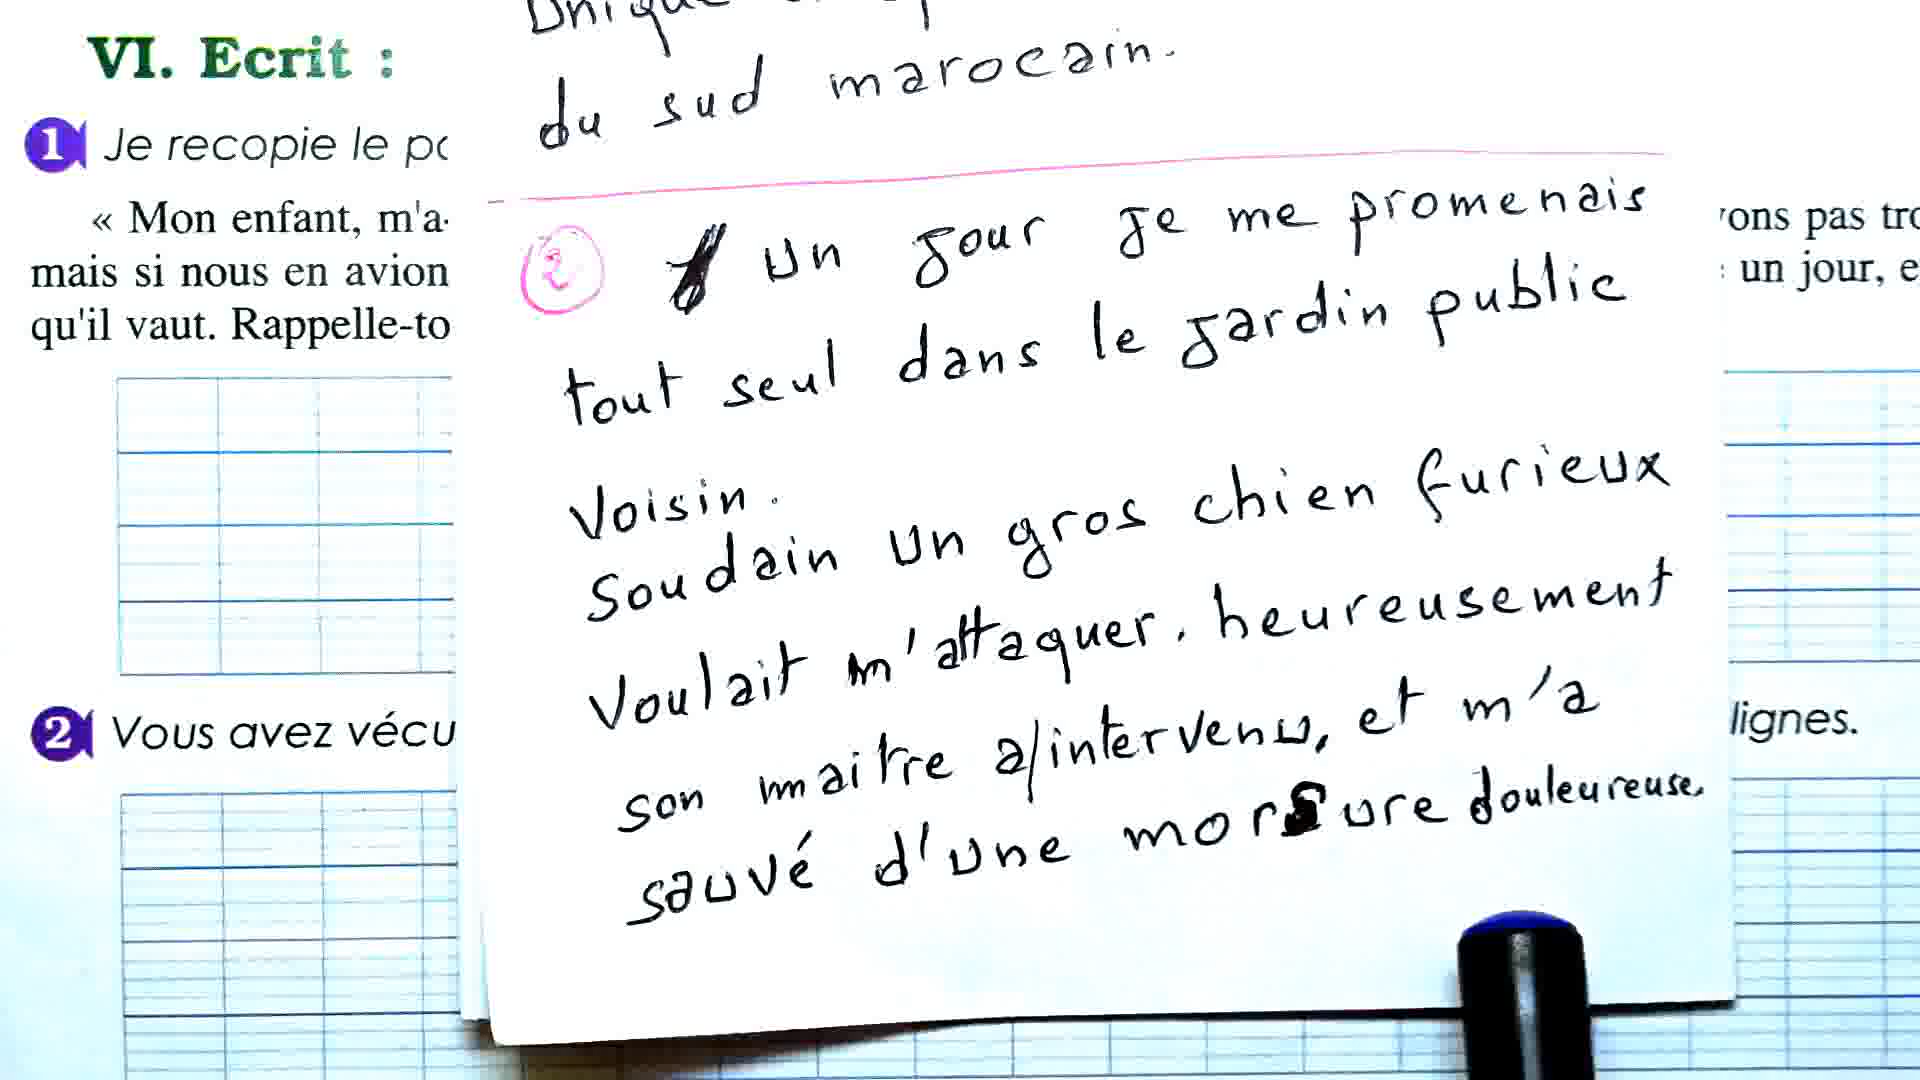 VI. Ecrit :
1 Je recopie le
« Mon enfant, m'a
mais si nous en avion
qu'il vaut. Rappelle-to
vons pas tro
: un jour, e
2 Vous avez vécu
lignes.
Unique
du sud marocain.
2 Un jour je me promenais
tout seul dans le jardin public
voisin.
Soudain un gros chien furieux
voulait m'attaquer. heureusement
son maitre a/intervenu, et m'a
sauvé d'une morsure douleureuse.